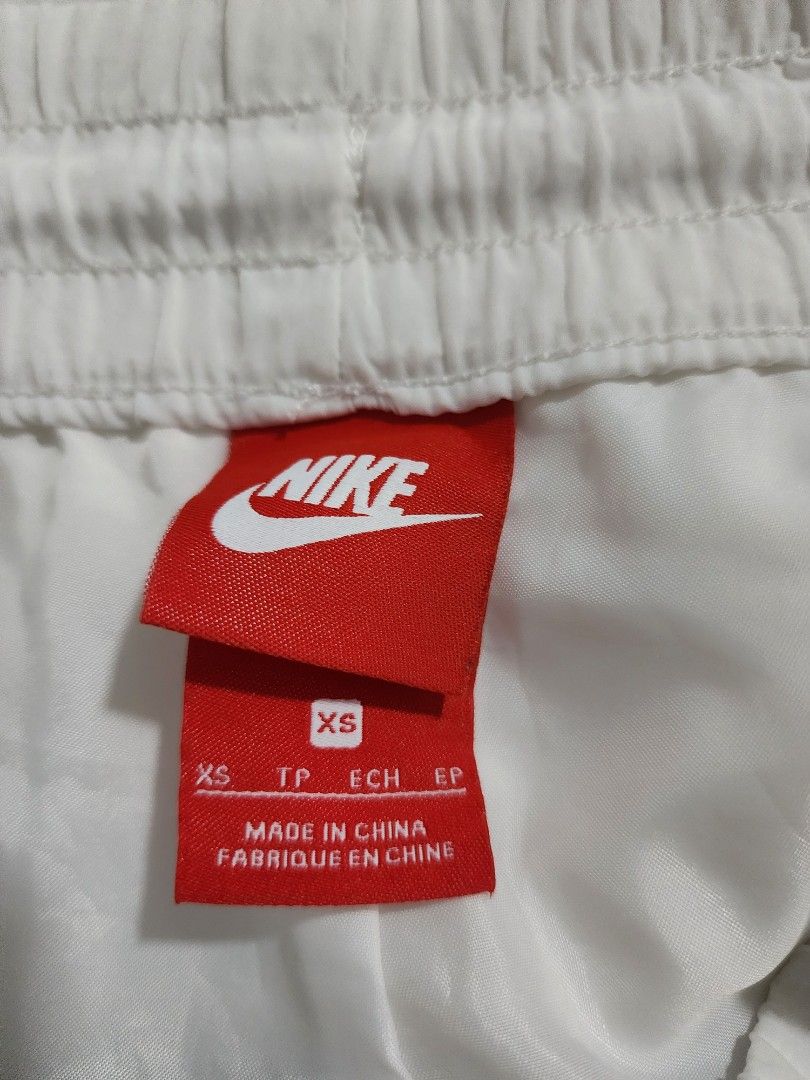 NIKE
XS
XS TP ECH EP
MADE IN CHINA
FABRIQUE EN CHINE